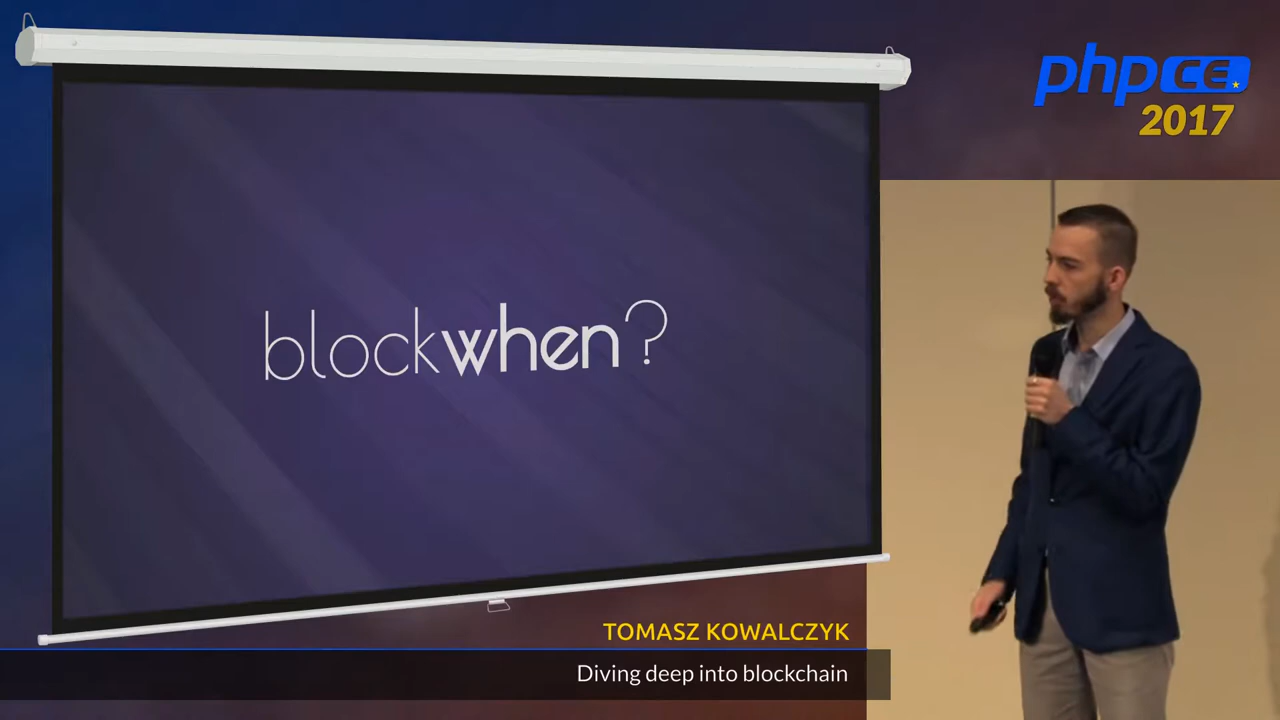 phpCE
2017
blockwhen?
TOMASZ KOWALCZYK
Diving deep into blockchain